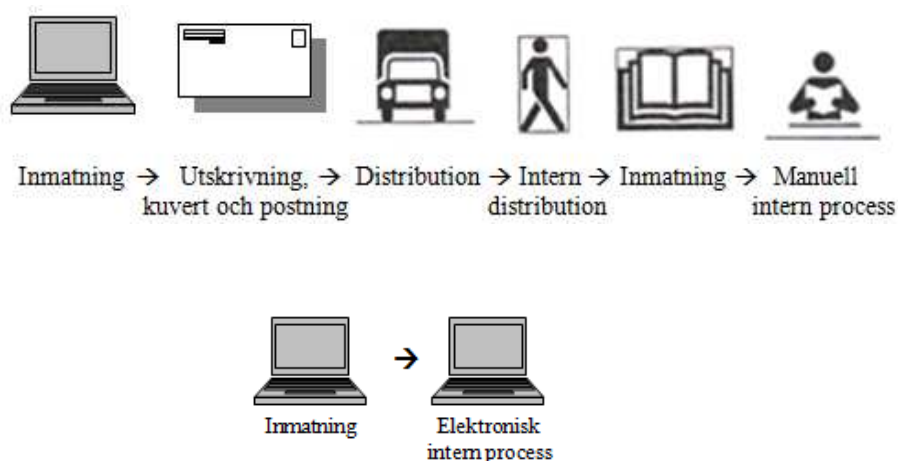 Inmatning → Utskrivning, → Distribution → Intern → Inmatning → Manuell
kuvert och postning distribution intern process
→
Inmatning Elektronisk
intern process